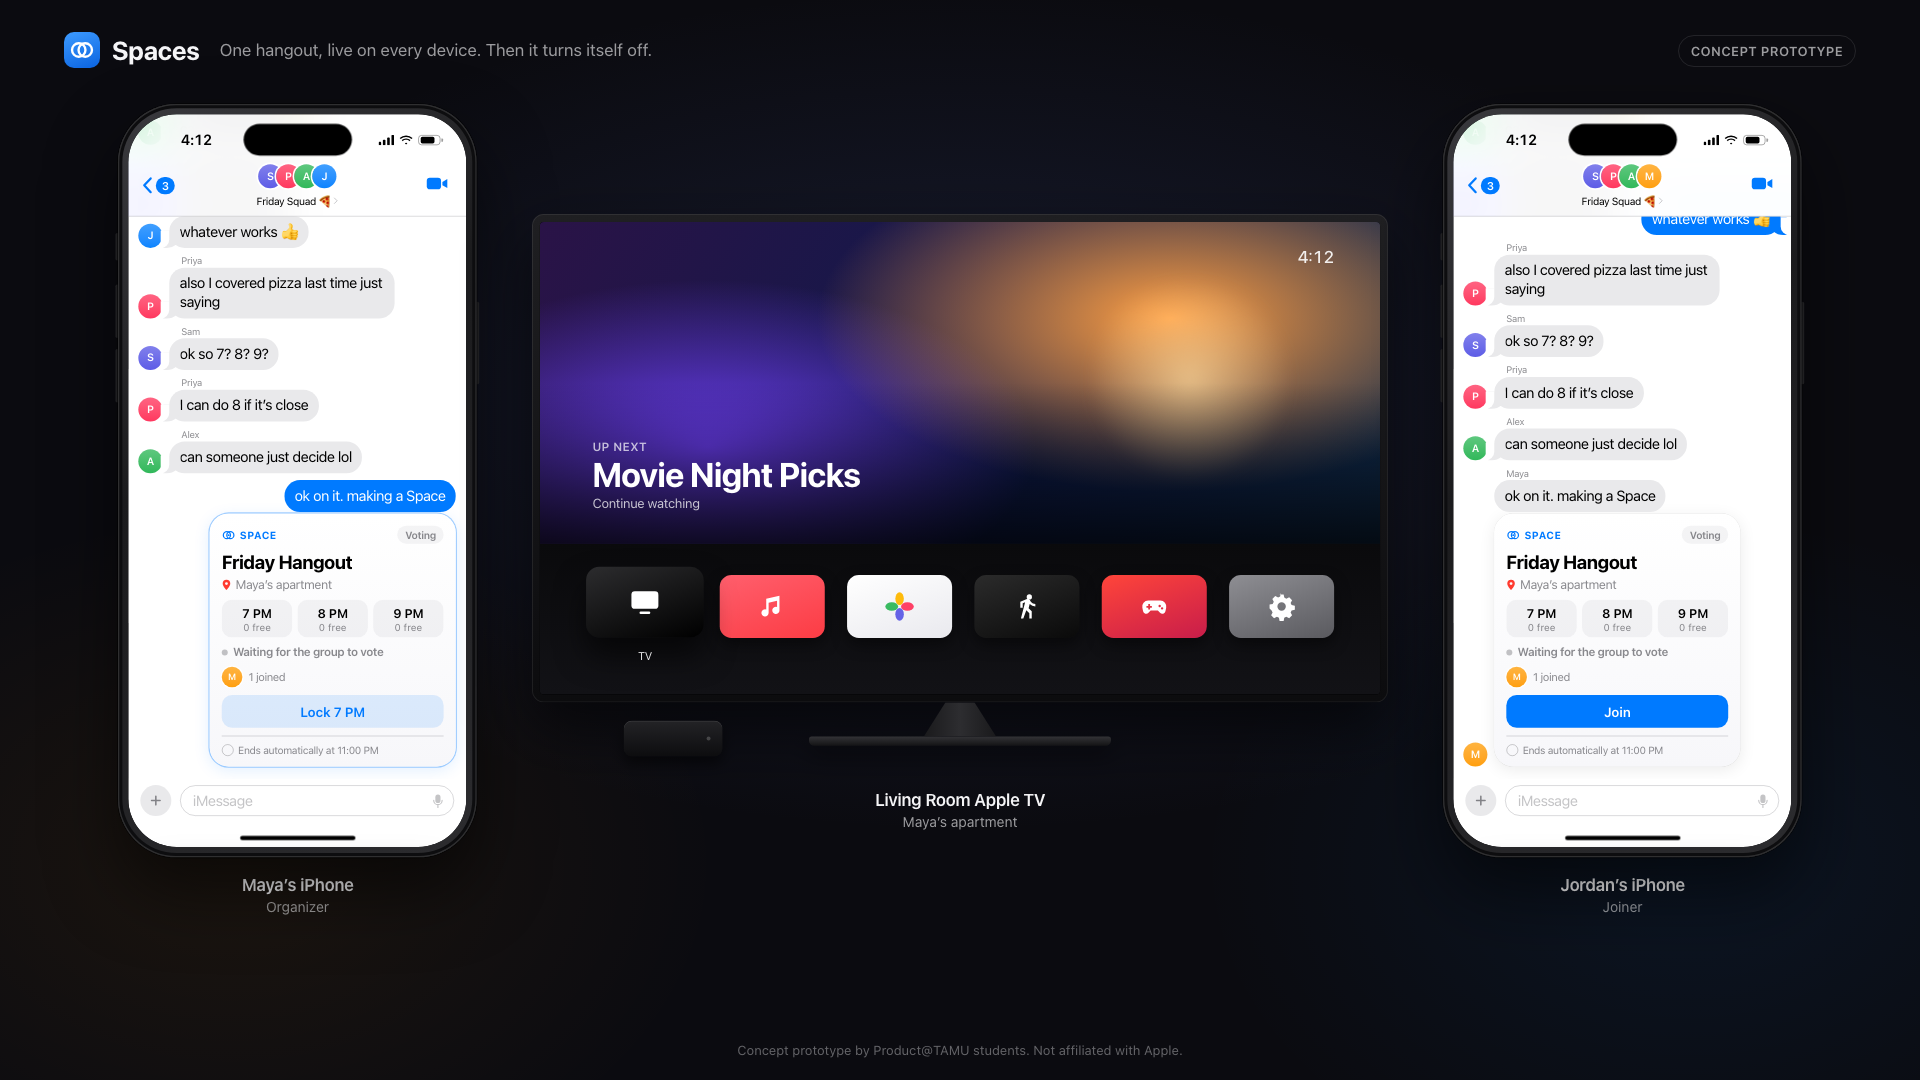 Spaces
One hangout, live on every device. Then it turns itself off.
CONCEPT PROTOTYPE
4:12
3
S P A J
Friday Squad 🍕
J
whatever works 👍
Priya
also I covered pizza last time just
saying
P
Sam
ok so 7? 8? 9?
S
Priya
I can do 8 if it's close
P
Alex
can someone just decide lol
A
ok on it. making a Space
SPACE
Voting
Friday Hangout
Maya's apartment
7 PM
0 free
8 PM
0 free
9 PM
0 free
Waiting for the group to vote
M
1 joined
Lock 7 PM
Ends automatically at 11:00 PM
iMessage
Maya's iPhone
Organizer
4:12
UP NEXT
Movie Night Picks
Continue watching
TV
Living Room Apple TV
Maya's apartment
4:12
3
S P A M
Friday Squad 🍕
whatever works 👍
Priya
also I covered pizza last time just
saying
P
Sam
ok so 7? 8? 9?
S
Priya
I can do 8 if it's close
P
Alex
can someone just decide lol
A
Maya
ok on it. making a Space
SPACE
Voting
Friday Hangout
Maya's apartment
7 PM
0 free
8 PM
0 free
9 PM
0 free
Waiting for the group to vote
M
1 joined
Join
Ends automatically at 11:00 PM
M
iMessage
Jordan's iPhone
Joiner
Concept prototype by Product@TAMU students. Not affiliated with Apple.